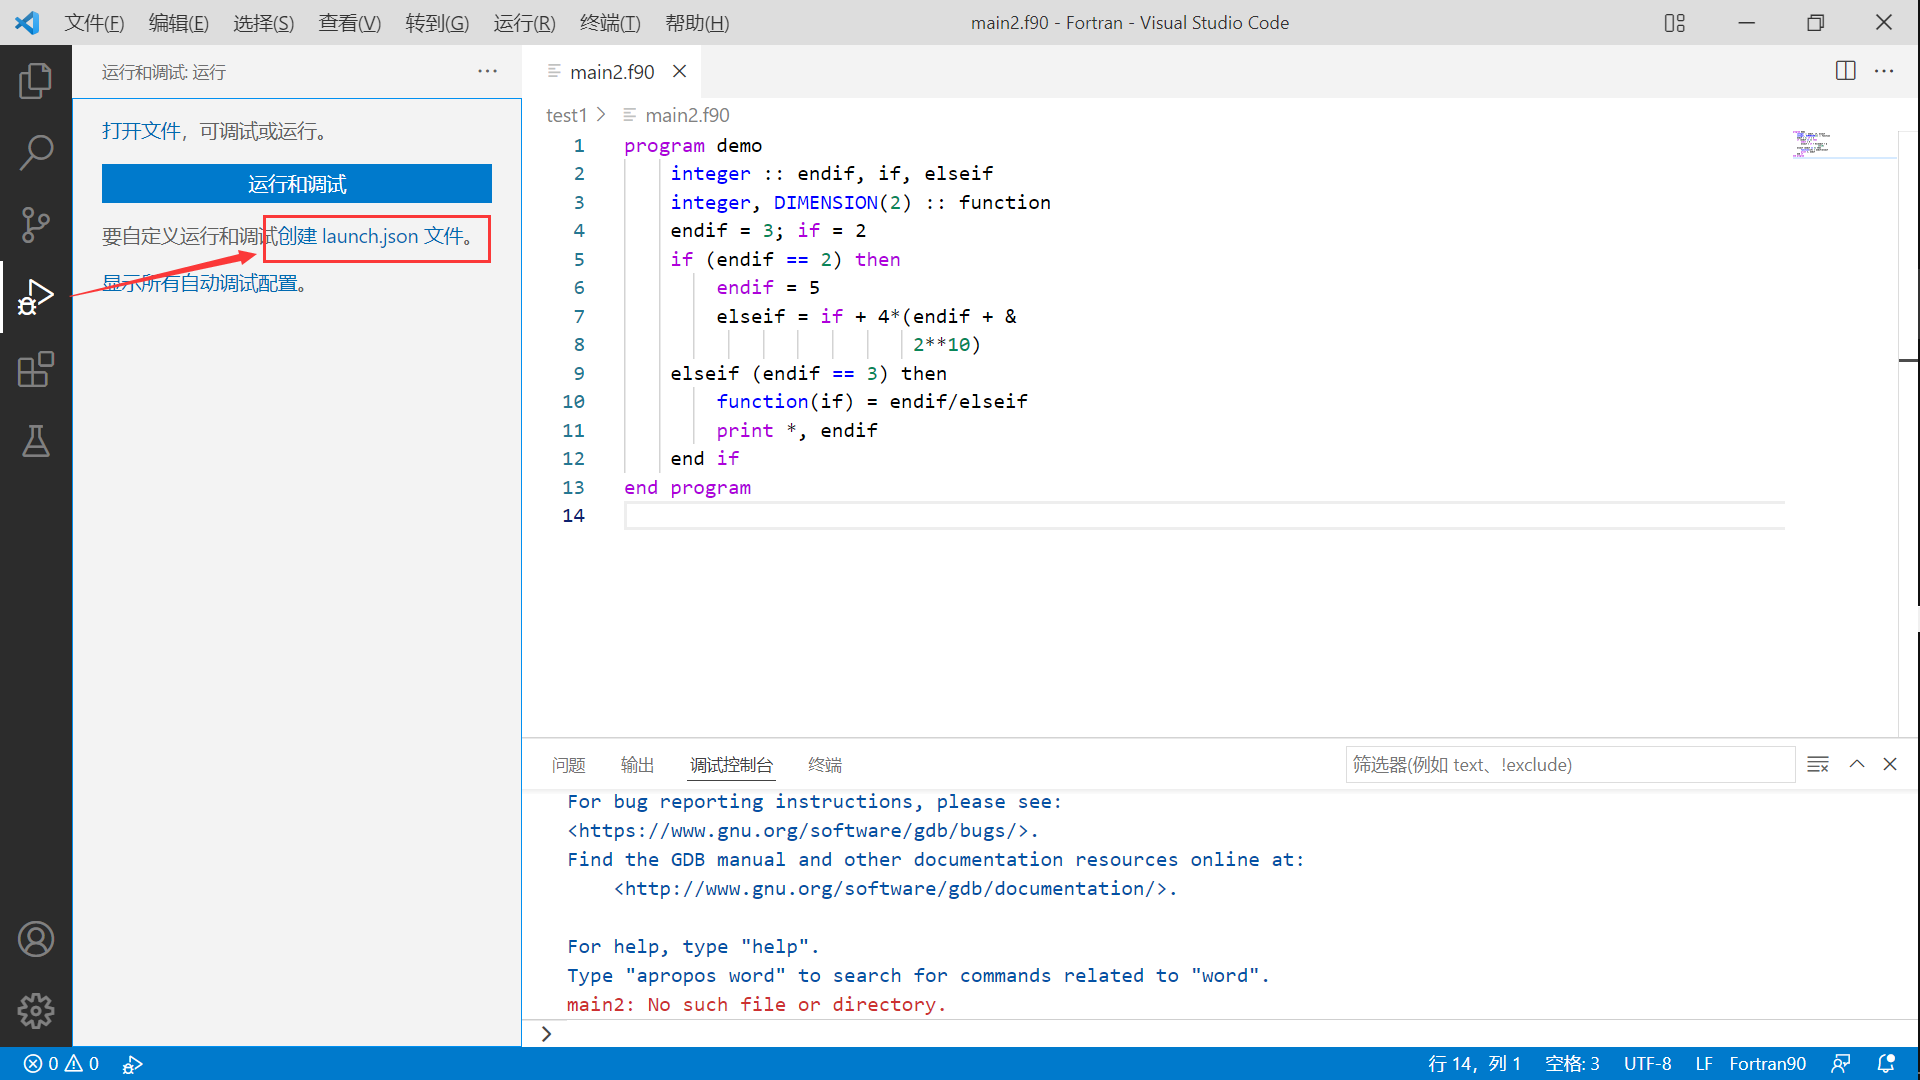 文件(F) 编辑(E) 选择(S) 查看(V) 转到(G) 运行(R) 终端(T) 帮助(H) main2.f90 - Fortran - Visual Studio Code
运行和调试: 运行
打开文件，可调试或运行。
运行和调试
要自定义运行和调试创建 launch.json 文件。
显示所有自动调试配置。
main2.f90
test1 > main2.f90
1 program demo
2 integer :: endif, if, elseif
3 integer, DIMENSION(2) :: function
4 endif = 3; if = 2
5 if (endif == 2) then
6 endif = 5
7 elseif = if + 4*(endif + &
8 2**10)
9 elseif (endif == 3) then
10 function(if) = endif/elseif
11 print *, endif
12 end if
13 end program
14
问题 输出 调试控制台 终端 筛选器(例如 text、!exclude)
For bug reporting instructions, please see:
<https://www.gnu.org/software/gdb/bugs/>.
Find the GDB manual and other documentation resources online at:
<http://www.gnu.org/software/gdb/documentation/>.
For help, type "help".
Type "apropos word" to search for commands related to "word".
main2: No such file or directory.
>
0 0 行 14，列 1 空格: 3 UTF-8 LF Fortran90